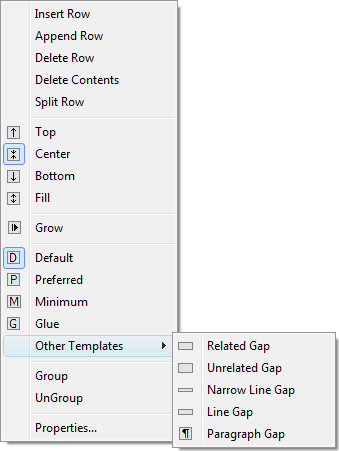 Insert Row
Append Row
Delete Row
Delete Contents
Split Row
Top
Center
Bottom
Fill
Grow
D Default
P Preferred
M Minimum
G Glue
Other Templates
Related Gap
Unrelated Gap
Narrow Line Gap
Line Gap
¶ Paragraph Gap
Group
UnGroup
Properties...